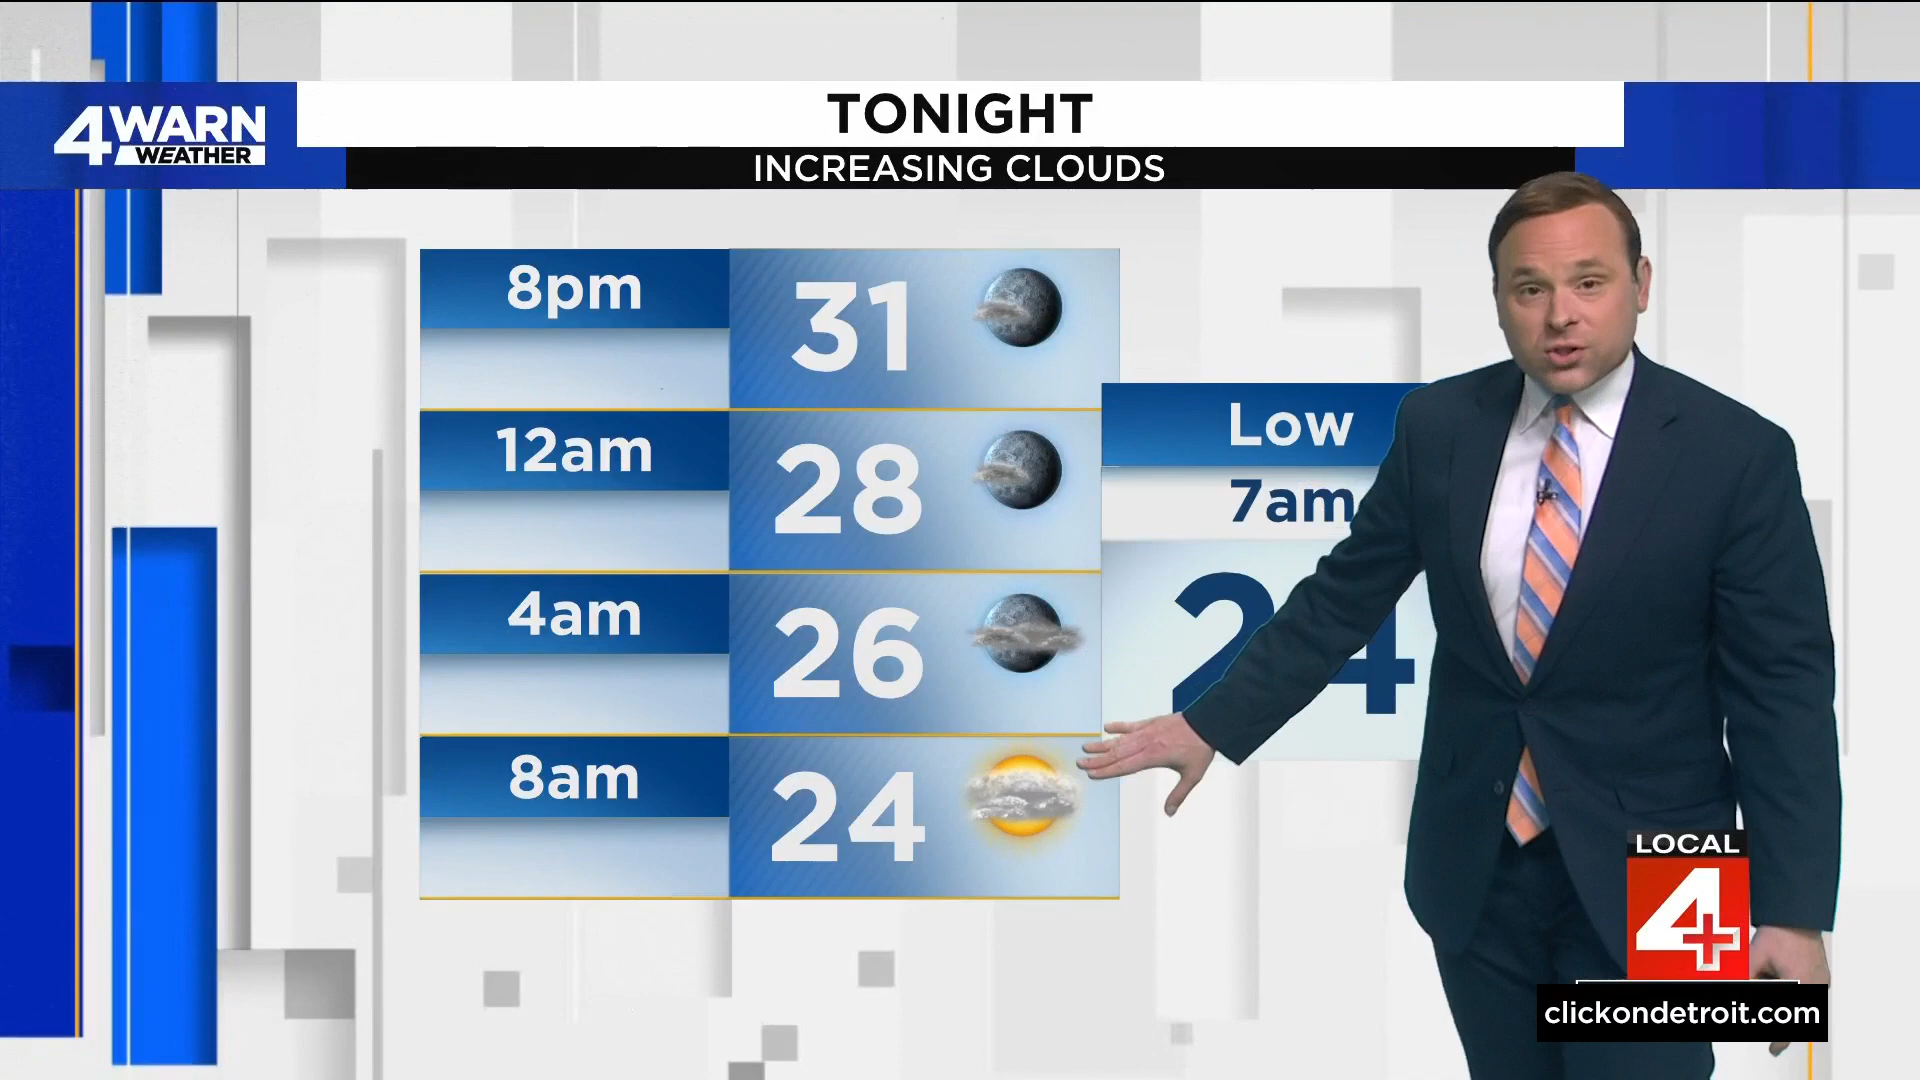 4WARN
WEATHER
TONIGHT
INCREASING CLOUDS
8pm
31
12am
28
4am
26
8am
24
Low
7am
24
LOCAL
4+
clickondetroit.com